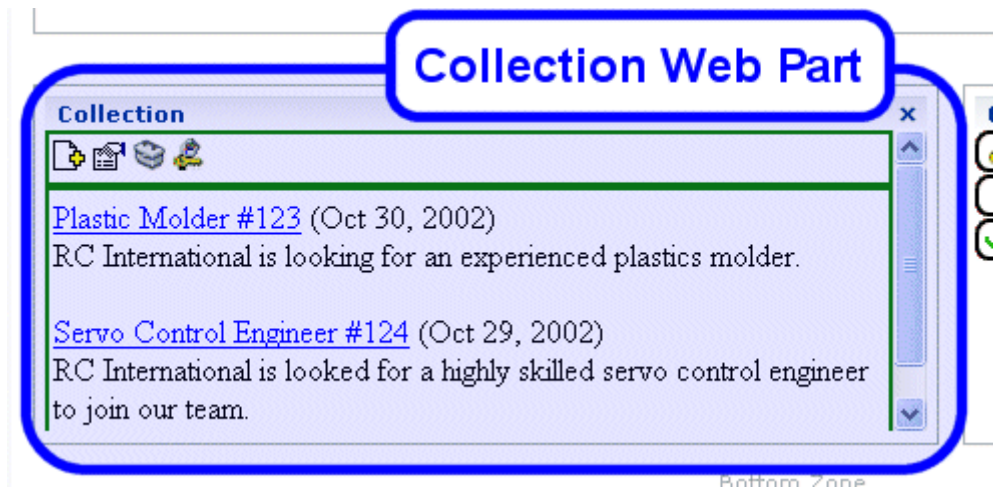 Collection Web Part
Collection
Plastic Molder #123 (Oct 30, 2002)
RC International is looking for an experienced plastics molder.
Servo Control Engineer #124 (Oct 29, 2002)
RC International is looked for a highly skilled servo control engineer
to join our team.
Bottom Zone